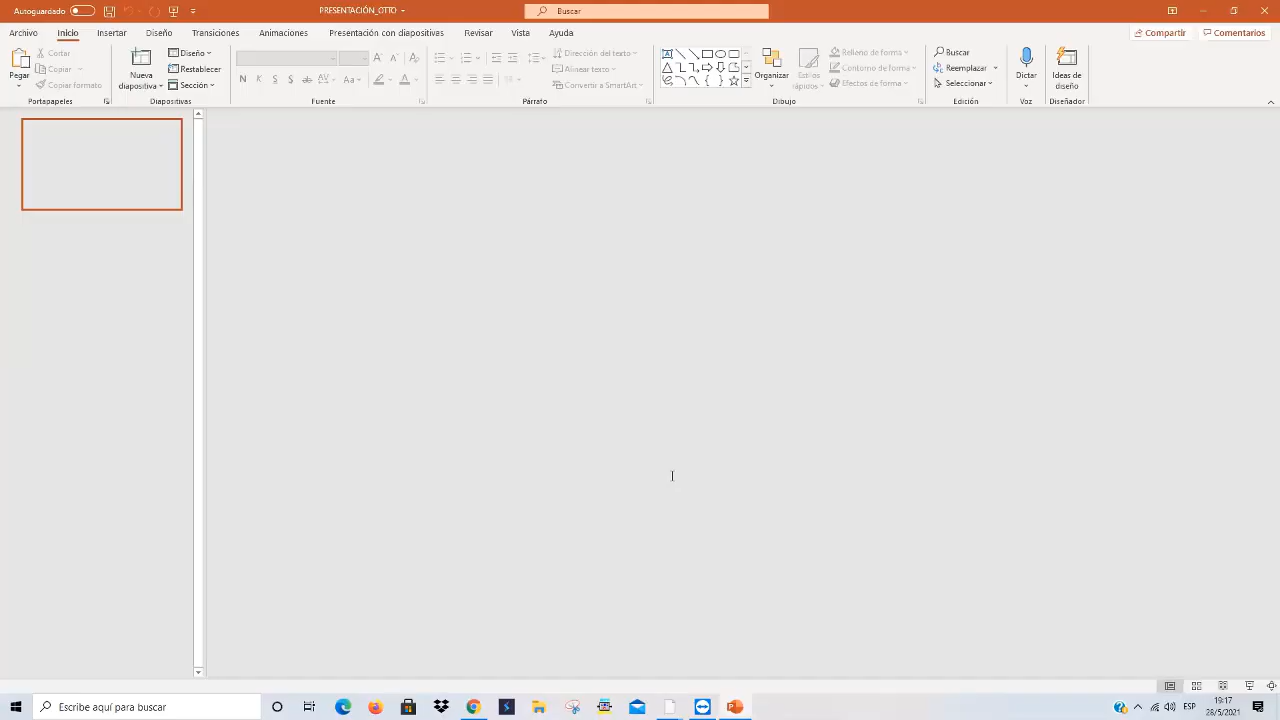 Autoguardado PRESENTACIÓN_OTTO Buscar
Archivo Inicio Insertar Diseño Transiciones Animaciones Presentación con diapositivas Revisar Vista Ayuda Compartir Comentarios
Pegar Cortar
Copiar
Copiar formato
Portapapeles
Nueva diapositiva
Diseño
Restablecer
Sección
Diapositivas
N K S S ab AV Aa A
Fuente
Dirección del texto
Alinear texto
Convertir a SmartArt
Párrafo
Organizar
Estilos rápidos
Relleno de forma
Contorno de forma
Efectos de forma
Dibujo
Buscar
Reemplazar
Seleccionar
Edición
Dictar
Voz
Ideas de diseño
Diseñador
Escribe aquí para buscar
ESP
19:17
28/5/2021